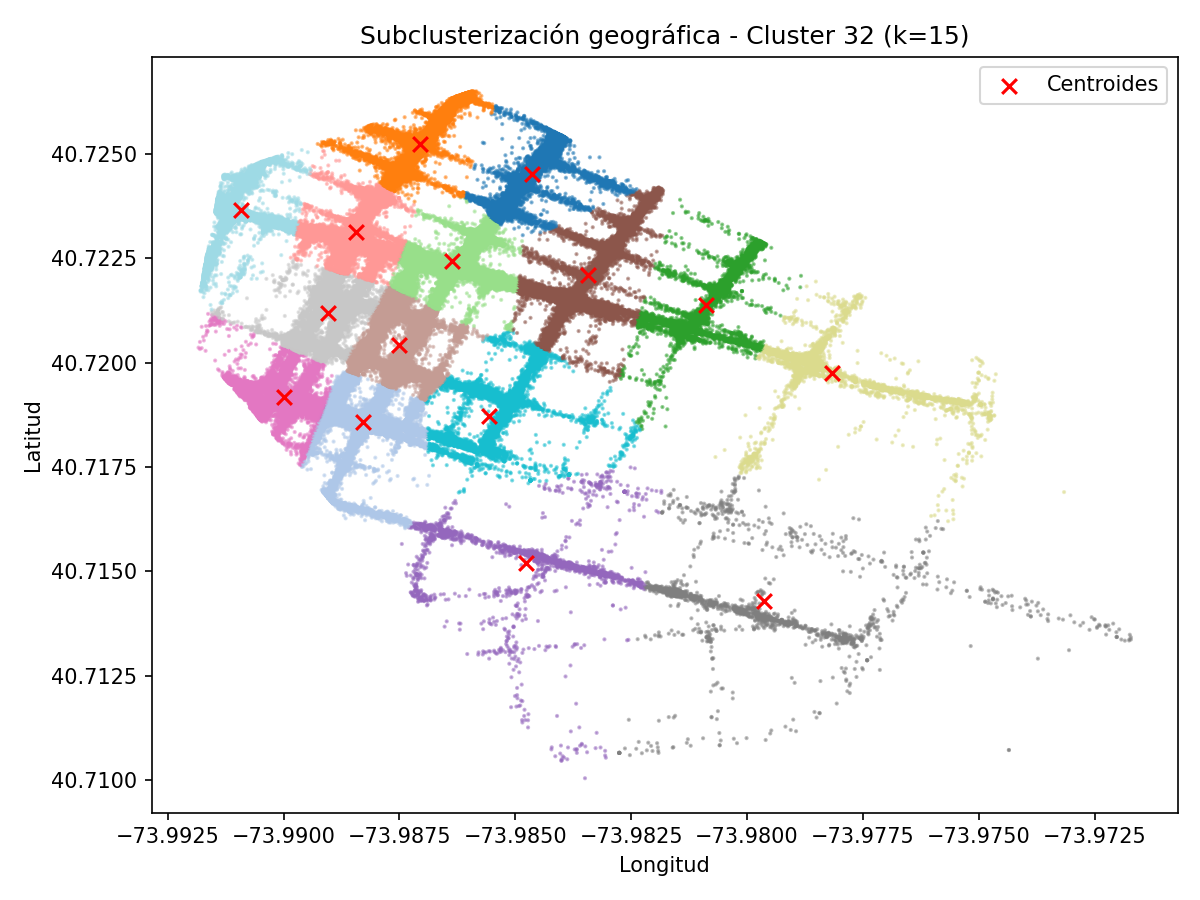 Subclusterización geográfica - Cluster 32 (k=15)
Centroides
40.7250
40.7225
40.7200
40.7175
40.7150
40.7125
40.7100
Latitud
−73.9925 −73.9900 −73.9875 −73.9850 −73.9825 −73.9800 −73.9775 −73.9750 −73.9725
Longitud